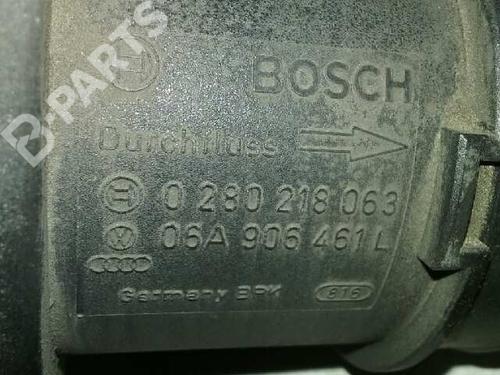 B-PARTS
BOSCH
Durchfluss
0 280 218 063
06A 906 461 L
Germany BPK
816